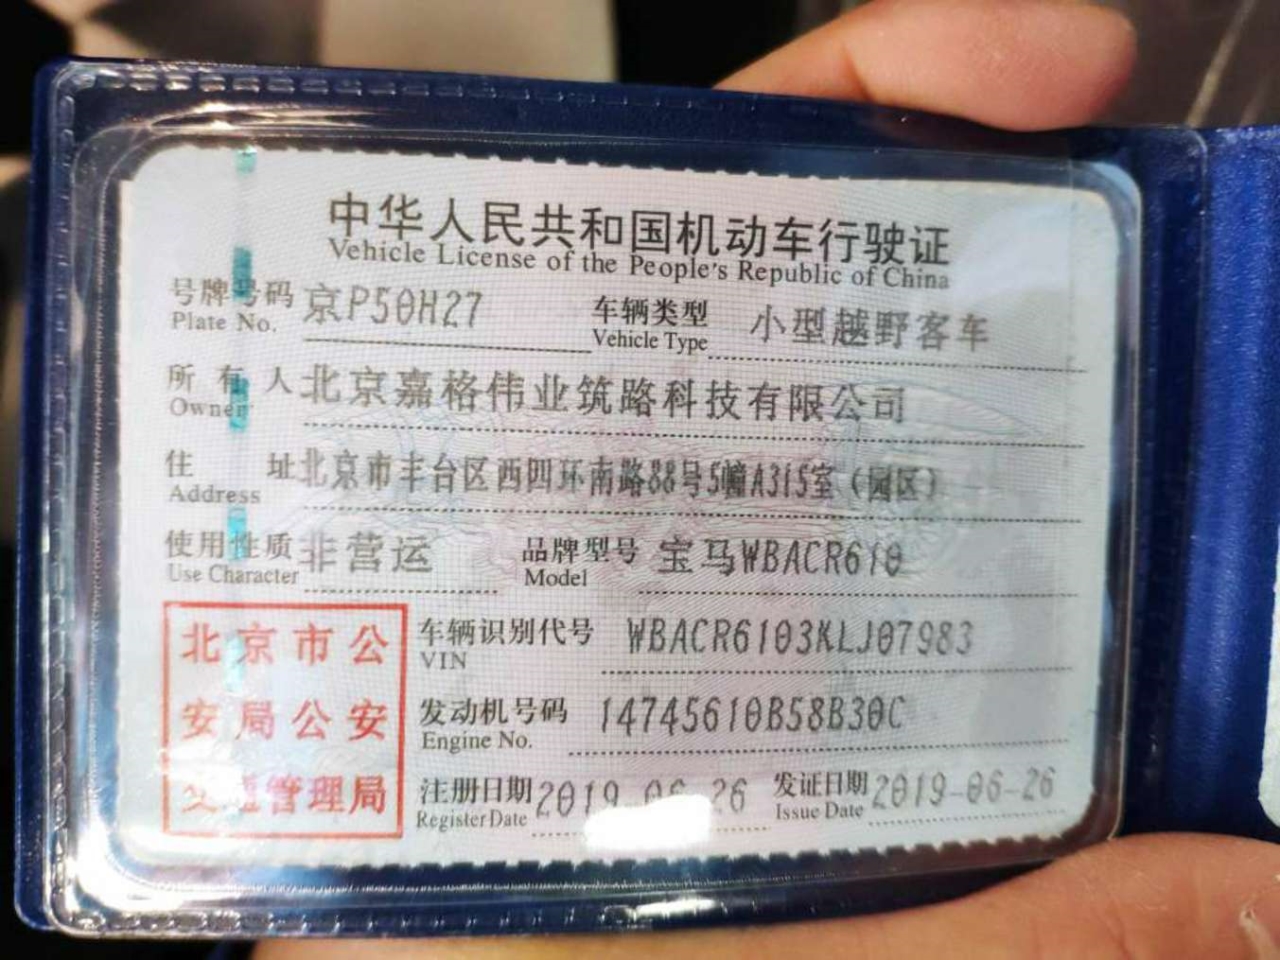 中华人民共和国机动车行驶证
Vehicle License of the People's Republic of China
号牌号码 京P50H27 车辆类型 小型越野客车
Plate No. Vehicle Type
所有人 北京嘉格伟业筑路科技有限公司
Owner
住址 北京市丰台区西四环南路88号5幢A315室（园区）
Address
使用性质 非营运 品牌型号 宝马WBACR610
Use Character Model
北京市公
安局公安
交通管理局
车辆识别代号 WBACR6103KLJ07983
VIN
发动机号码 14745610B58B30C
Engine No.
注册日期 2019-06-26 发证日期 2019-06-26
Register Date Issue Date